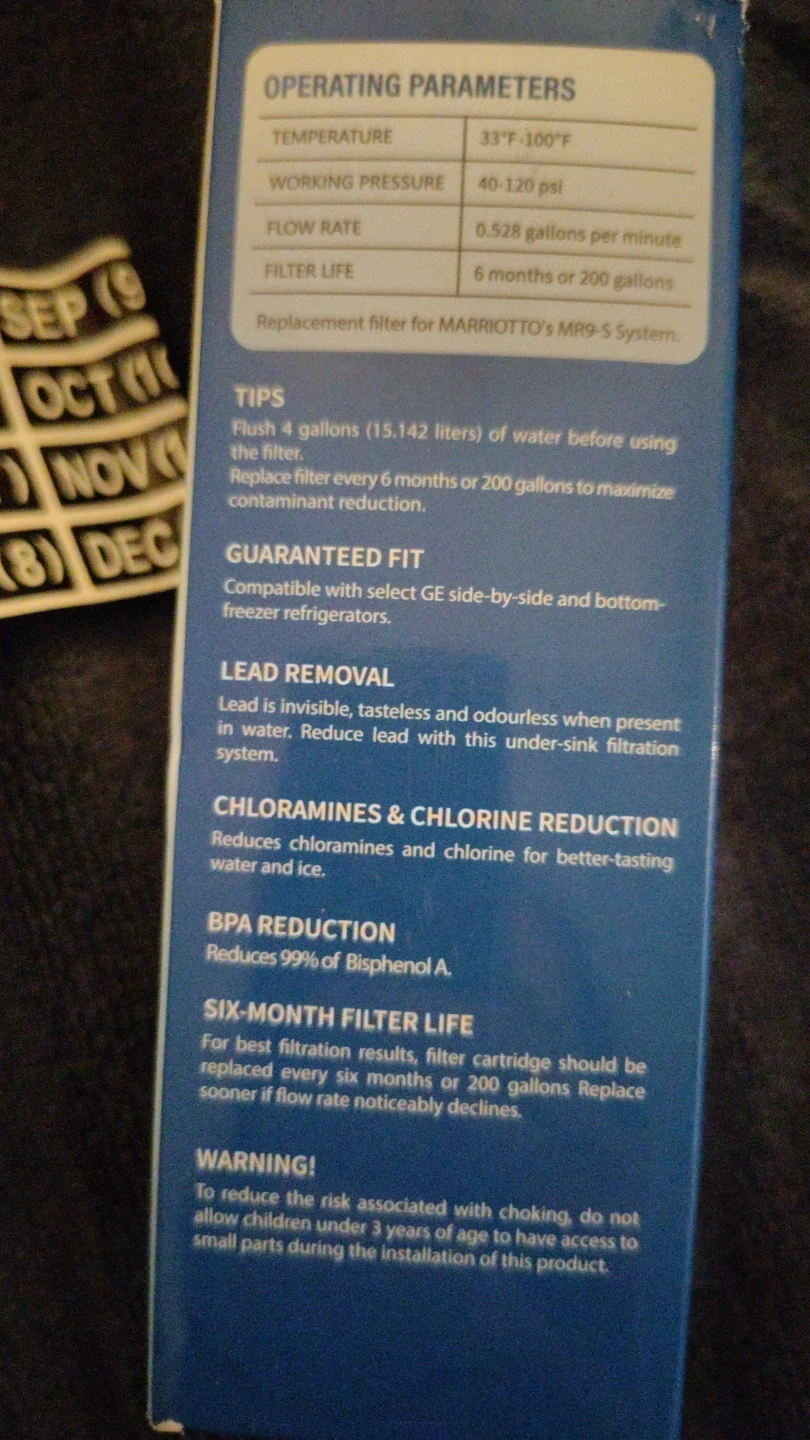 OPERATING PARAMETERS
TEMPERATURE 33°F-100°F
WORKING PRESSURE 40-120 psi
FLOW RATE 0.528 gallons per minute
FILTER LIFE 6 months or 200 gallons
Replacement filter for MARRIOTTO's MR9-S System.
TIPS
Flush 4 gallons (15.142 liters) of water before using
the filter.
Replace filter every 6 months or 200 gallons to maximize
contaminant reduction.
GUARANTEED FIT
Compatible with select GE side-by-side and bottom-
freezer refrigerators.
LEAD REMOVAL
Lead is invisible, tasteless and odourless when present
in water. Reduce lead with this under-sink filtration
system.
CHLORAMINES & CHLORINE REDUCTION
Reduces chloramines and chlorine for better-tasting
water and ice.
BPA REDUCTION
Reduces 99% of Bisphenol A.
SIX-MONTH FILTER LIFE
For best filtration results, filter cartridge should be
replaced every six months or 200 gallons Replace
sooner if flow rate noticeably declines.
WARNING!
To reduce the risk associated with choking, do not
allow children under 3 years of age to have access to
small parts during the installation of this product.
SEP (9
OCT (1
NOV (1
(8) DEC